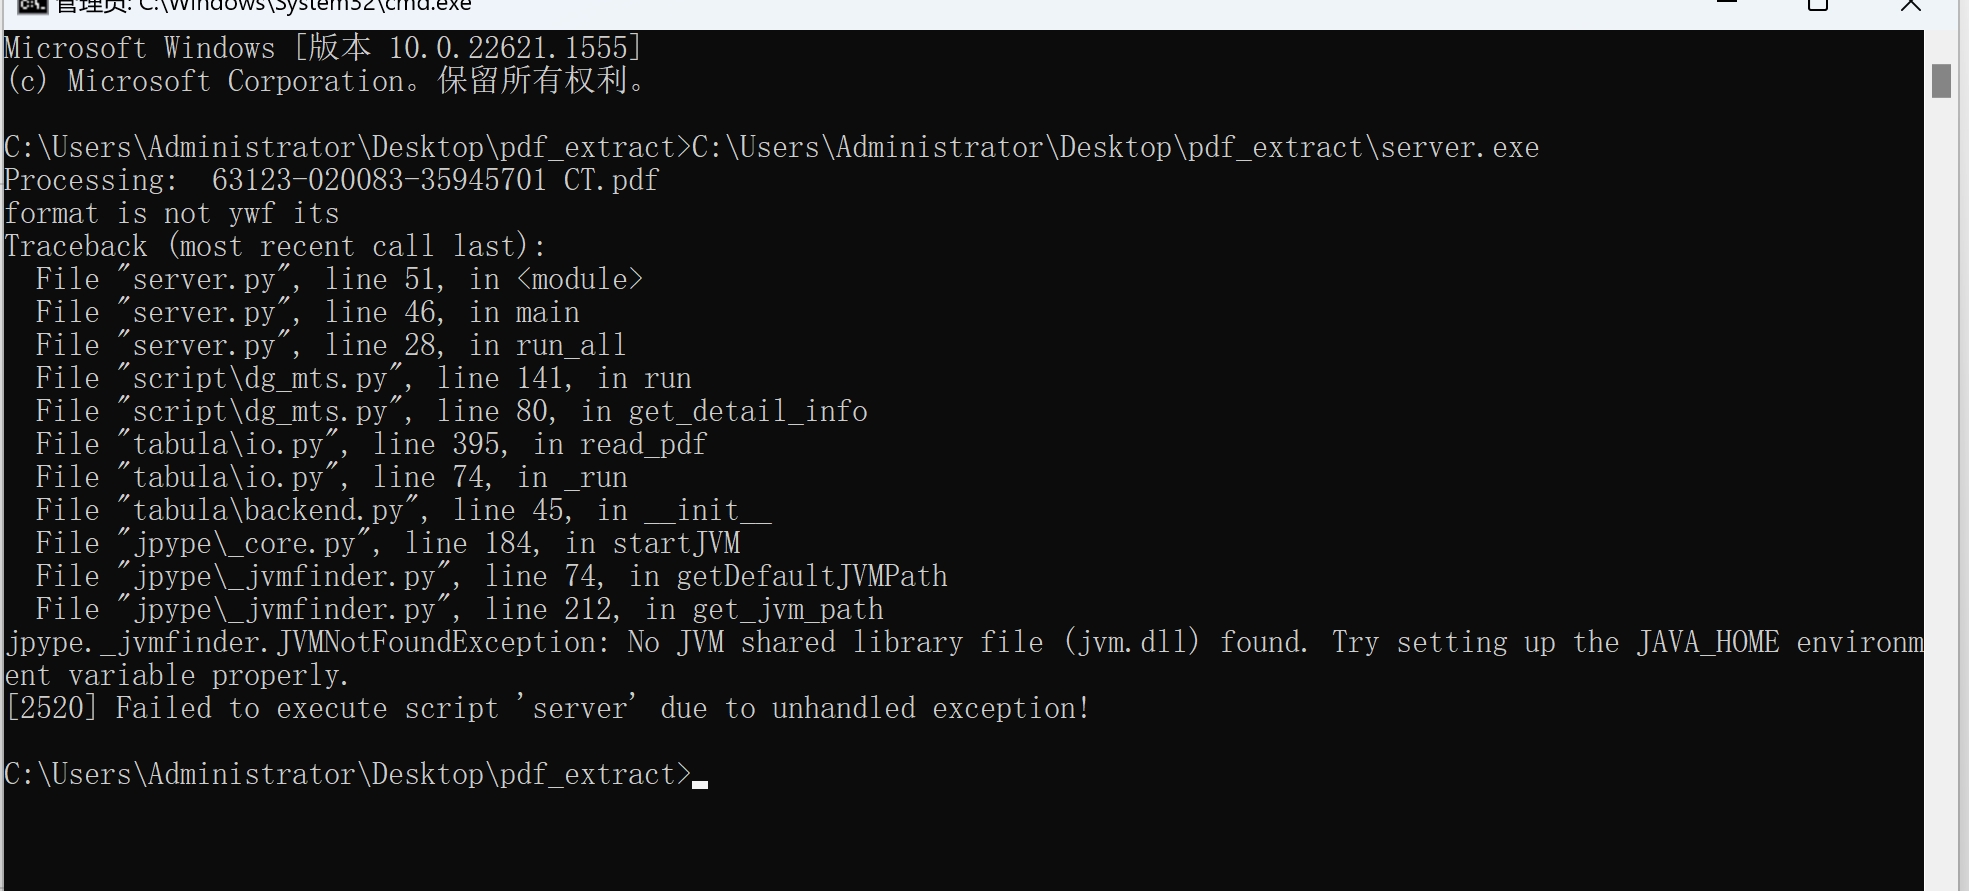 管理员: C:\Windows\System32\cmd.exe
Microsoft Windows [版本 10.0.22621.1555]
(c) Microsoft Corporation。保留所有权利。
C:\Users\Administrator\Desktop\pdf_extract>C:\Users\Administrator\Desktop\pdf_extract\server.exe
Processing:  63123-020083-35945701 CT.pdf
format is not ywf its
Traceback (most recent call last):
  File "server.py", line 51, in <module>
  File "server.py", line 46, in main
  File "server.py", line 28, in run_all
  File "script\dg_mts.py", line 141, in run
  File "script\dg_mts.py", line 80, in get_detail_info
  File "tabula\io.py", line 395, in read_pdf
  File "tabula\io.py", line 74, in _run
  File "tabula\backend.py", line 45, in __init__
  File "jpype\_core.py", line 184, in startJVM
  File "jpype\_jvmfinder.py", line 74, in getDefaultJVMPath
  File "jpype\_jvmfinder.py", line 212, in get_jvm_path
jpype._jvmfinder.JVMNotFoundException: No JVM shared library file (jvm.dll) found. Try setting up the JAVA_HOME environm
ent variable properly.
[2520] Failed to execute script 'server' due to unhandled exception!
C:\Users\Administrator\Desktop\pdf_extract>